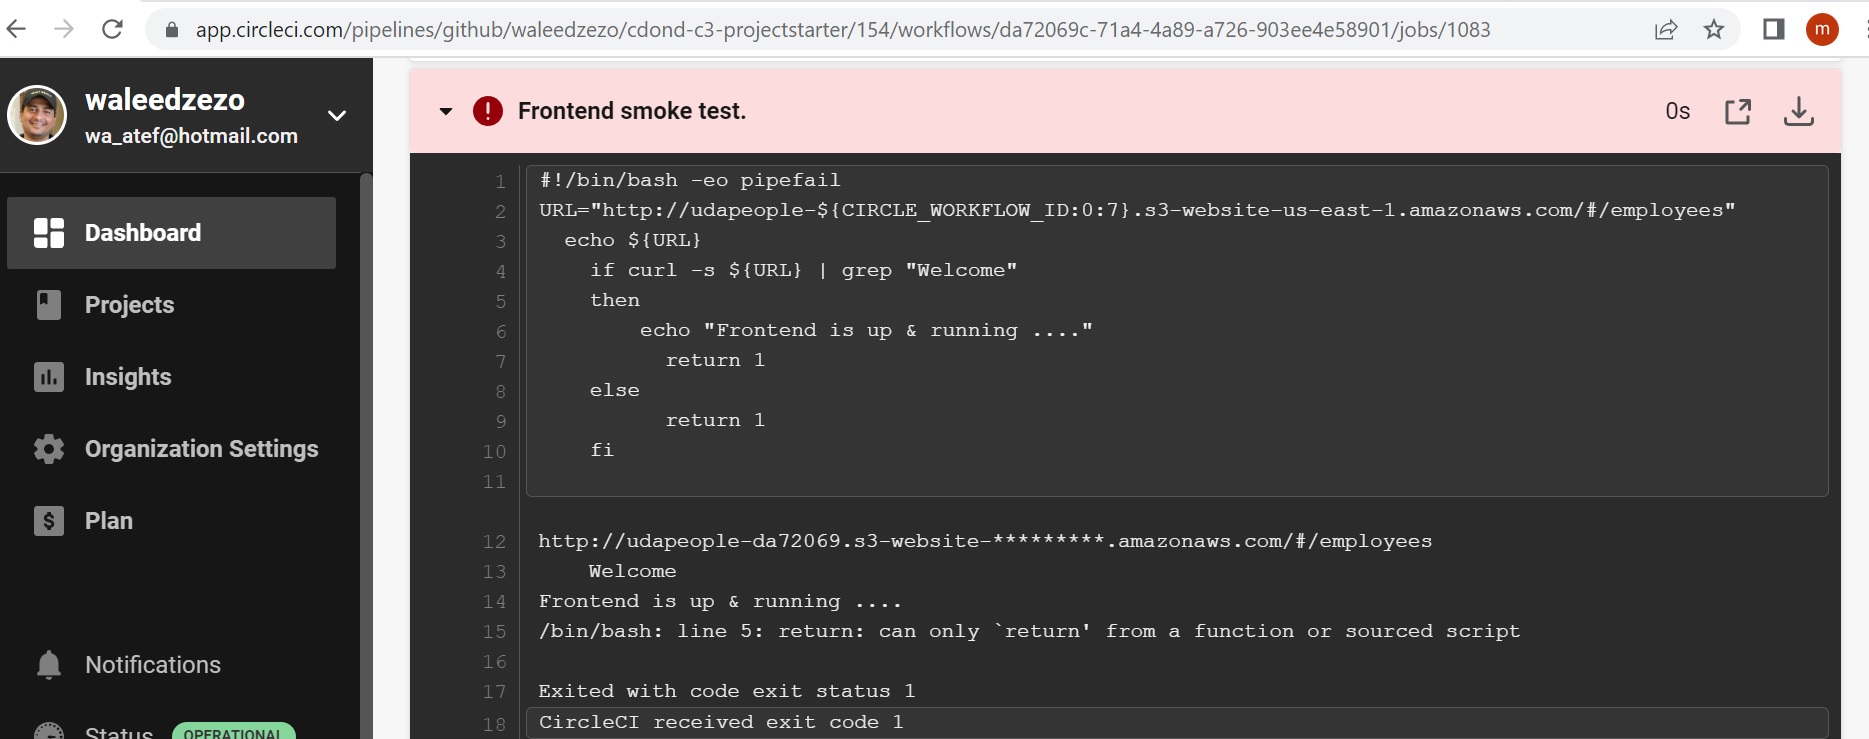 app.circleci.com/pipelines/github/waleedzezo/cdond-c3-projectstarter/154/workflows/da72069c-71a4-4a89-a726-903ee4e58901/jobs/1083
m
waleedzezo
wa_atef@hotmail.com
Dashboard
Projects
Insights
Organization Settings
$ Plan
Notifications
Status OPERATIONAL
! Frontend smoke test. 0s
1 #!/bin/bash -eo pipefail
2 URL="http://udapeople-${CIRCLE_WORKFLOW_ID:0:7}.s3-website-us-east-1.amazonaws.com/#/employees"
3 echo ${URL}
4 if curl -s ${URL} | grep "Welcome"
5 then
6 echo "Frontend is up & running ...."
7 return 1
8 else
9 return 1
10 fi
11
12 http://udapeople-da72069.s3-website-*********.amazonaws.com/#/employees
13 Welcome
14 Frontend is up & running ....
15 /bin/bash: line 5: return: can only `return' from a function or sourced script
16
17 Exited with code exit status 1
18 CircleCI received exit code 1